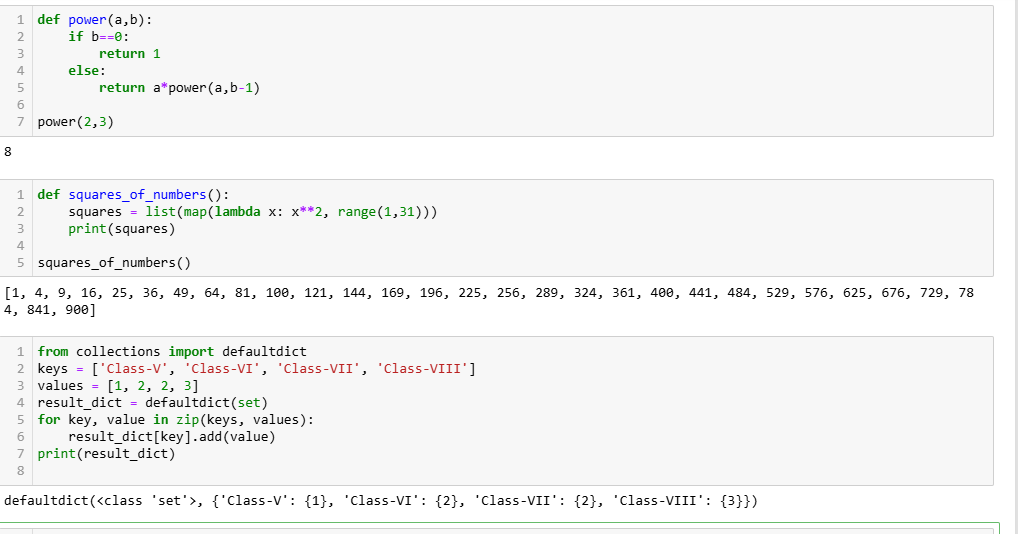 1 def power(a,b):
2     if b==0:
3         return 1
4     else:
5         return a*power(a,b-1)
6
7 power(2,3)
8
1 def squares_of_numbers():
2     squares = list(map(lambda x: x**2, range(1,31)))
3     print(squares)
4
5 squares_of_numbers()
[1, 4, 9, 16, 25, 36, 49, 64, 81, 100, 121, 144, 169, 196, 225, 256, 289, 324, 361, 400, 441, 484, 529, 576, 625, 676, 729, 78
4, 841, 900]
1 from collections import defaultdict
2 keys = ['Class-V', 'Class-VI', 'Class-VII', 'Class-VIII']
3 values = [1, 2, 2, 3]
4 result_dict = defaultdict(set)
5 for key, value in zip(keys, values):
6     result_dict[key].add(value)
7 print(result_dict)
8
defaultdict(<class 'set'>, {'Class-V': {1}, 'Class-VI': {2}, 'Class-VII': {2}, 'Class-VIII': {3}})